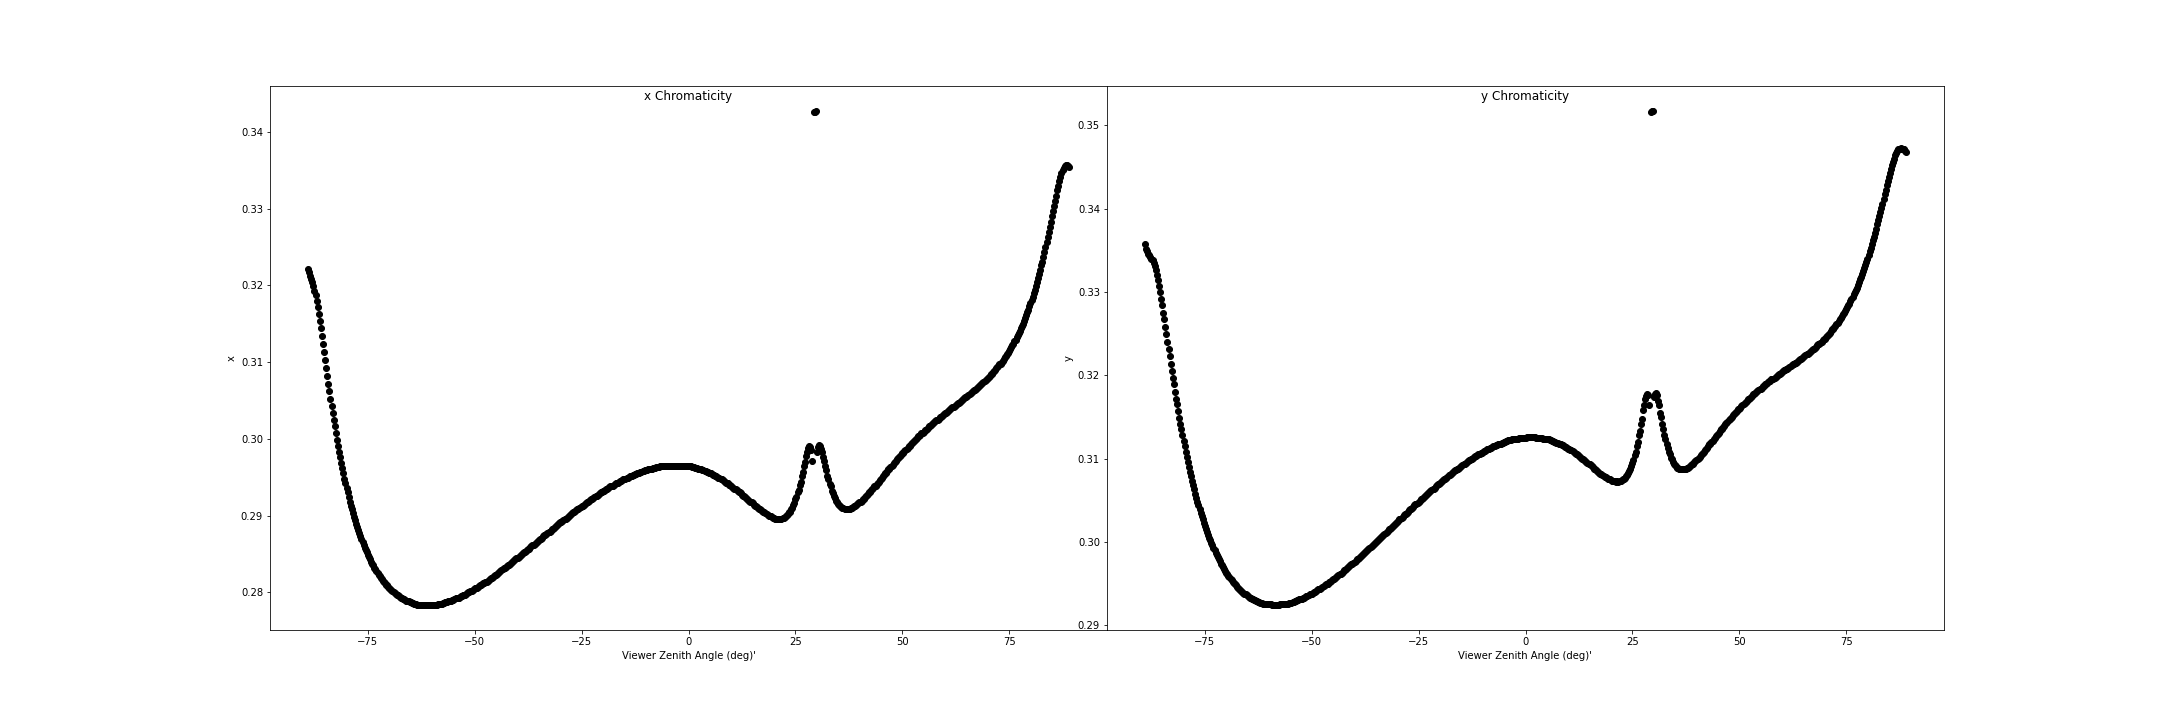 x Chromaticity
0.34
0.33
0.32
0.31
0.30
0.29
0.28
x
−75 −50 −25 0 25 50 75
Viewer Zenith Angle (deg)'
y Chromaticity
0.35
0.34
0.33
0.32
0.31
0.30
0.29
y
−75 −50 −25 0 25 50 75
Viewer Zenith Angle (deg)'